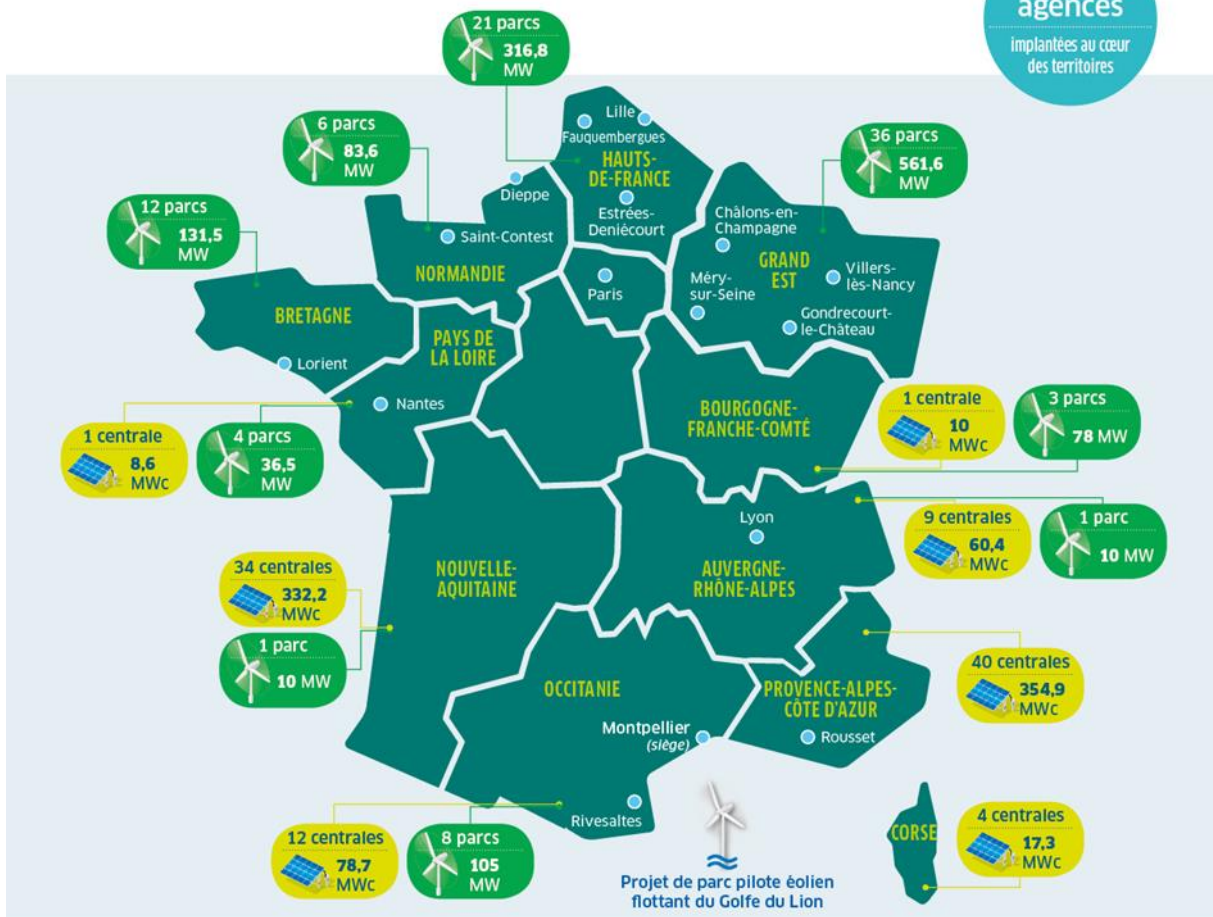 agences
implantées au cœur
des territoires
21 parcs
316,8
MW
6 parcs
83,6
MW
12 parcs
131,5
MW
36 parcs
561,6
MW
Lille
Fauquembergues
HAUTS-
DE-FRANCE
Estrées-
Deniécourt
Dieppe
Saint-Contest
NORMANDIE
Paris
Châlons-en-
Champagne
GRAND
EST
Méry-
sur-Seine
Villers-
lès-Nancy
Gondrecourt-
le-Château
BRETAGNE
Lorient
PAYS DE
LA LOIRE
Nantes
1 centrale
8,6
MWc
4 parcs
36,5
MW
BOURGOGNE-
FRANCHE-COMTÉ
1 centrale
10
MWc
3 parcs
78 MW
Lyon
AUVERGNE-
RHÔNE-ALPES
9 centrales
60,4
MWc
1 parc
10 MW
34 centrales
332,2
MWc
1 parc
10 MW
NOUVELLE-
AQUITAINE
OCCITANIE
Montpellier
(siège)
Rivesaltes
PROVENCE-ALPES-
CÔTE D'AZUR
Rousset
40 centrales
354,9
MWc
12 centrales
78,7
MWc
8 parcs
105
MW
Projet de parc pilote éolien
flottant du Golfe du Lion
CORSE
4 centrales
17,3
MWc